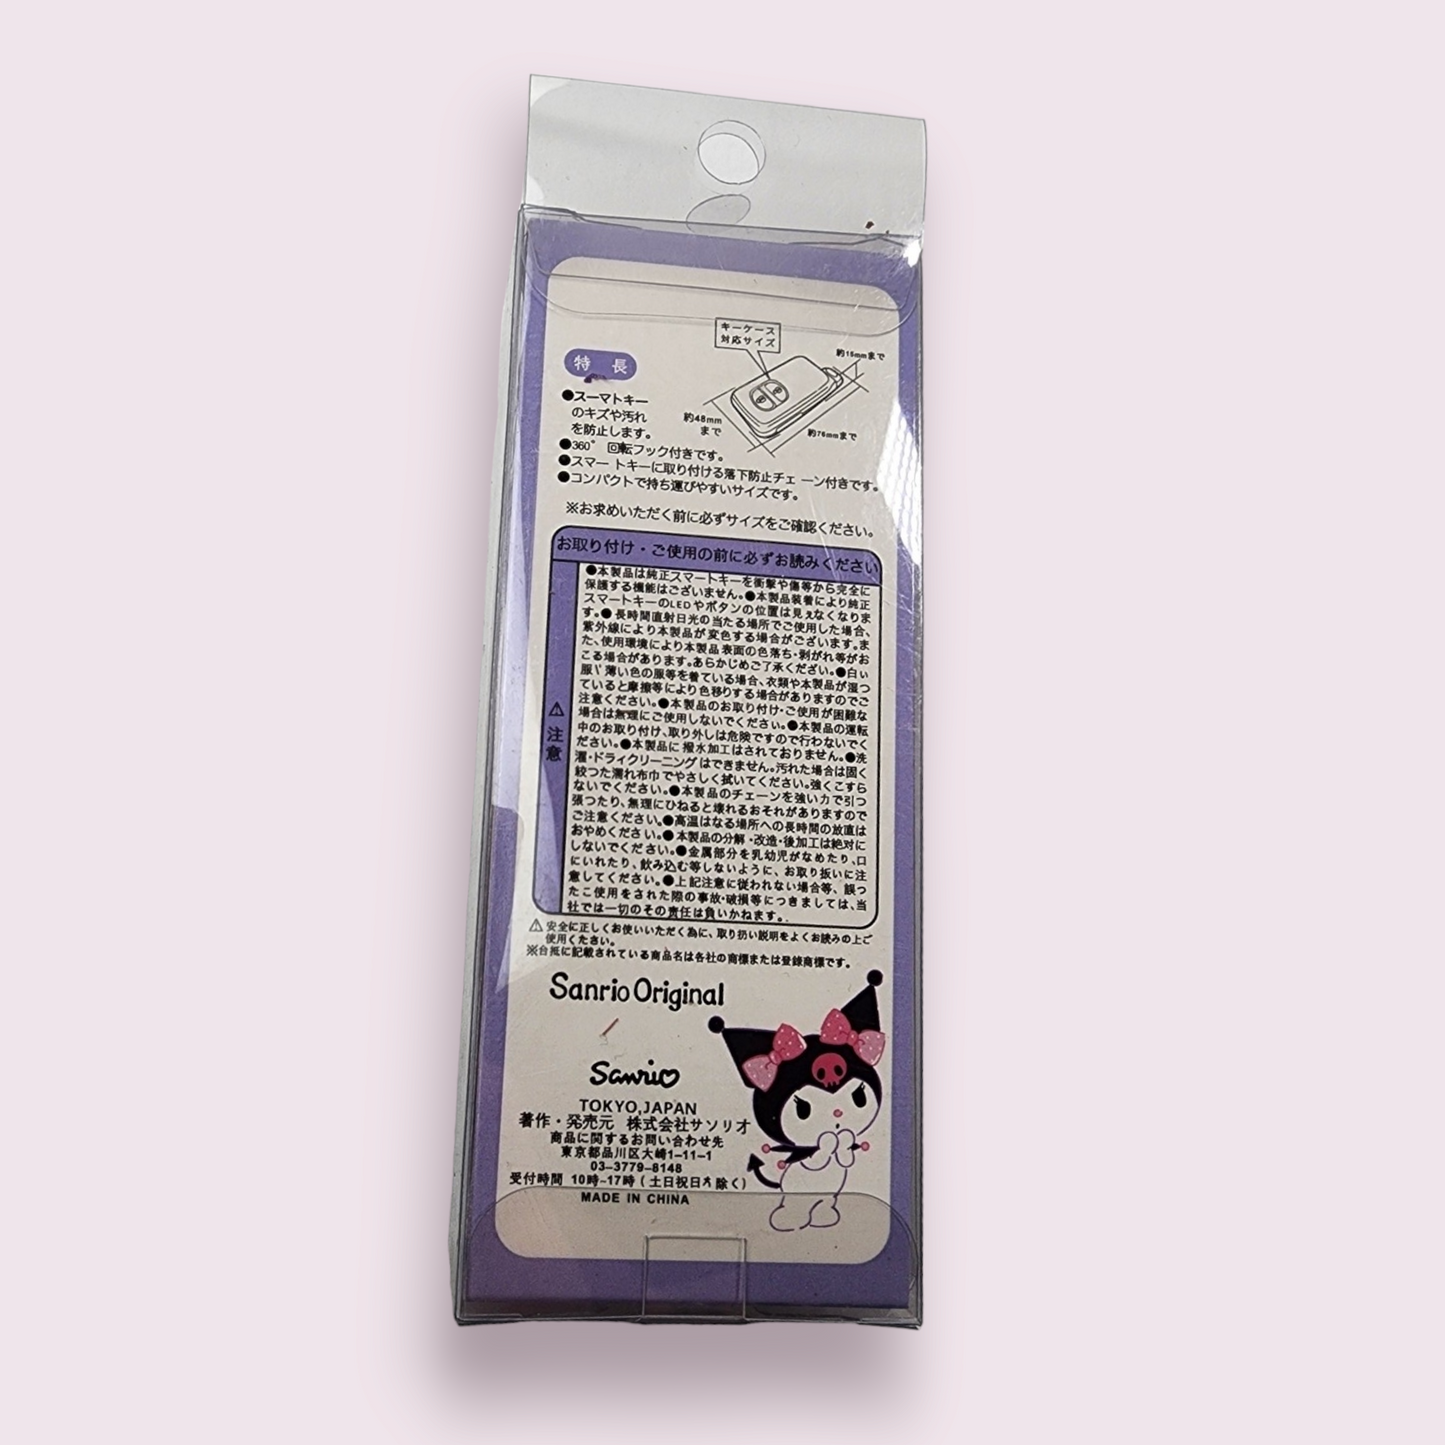 キーケース
対応サイズ
約15mmまで
約48mm
まで
約76mmまで
特 長
●スーマトキー
のキズや汚れ
を防止します。
●360° 回転フック付きです。
●スマー トキーに取り付ける落下防止チェ ーン付きです。
●コンパクトで持ち運びやすいサイズです。
※お求めいただく前に必ずサイズをご確認ください。
お取り付け・ご使用の前に必ずお読みください
⚠注意
●本製品は純正スマートキーを衝撃や傷等から完全に
保護する機能はございません。●本製品装着により純正
スマートキーのLEDやボタンの位置は見ぇなくなりま
す。●長時間直射日光の当たる場所でご使用した場合、
紫外線により本製品が変色する場合がございます。ま
た、使用環境により本製品表面の色落ち・剥がれ等がお
こる場合があります。あらかじめご了承ください。●白ぃ
服\薄い色の服等を着ている場合、衣類や本製品が湿つ
ていると摩擦等により色移りする場合がありますのでご
注意ください。●本製品のお取り付け・ご使用が困難な
場合は無理にご使用しないでくださぃ。●本製品の運転
中のお取り付け、取り外しは危険ですので行わないでく
ださい。●本製品に撥水加工はされておりません。●洗
濯・ドライクリーニングはできません。汚れた場合は固く
絞つた濡れ布巾でやさしく拭いてください。強くこすら
ないでください。●本製品のチェーンを強い力で引つ
張つたり、無理にひねると壊れるおそれがありますので
ご注意ください。●高温はなる場所への長時間の放直は
おやめください。●本製品の分解・改造・後加工は絶対に
しないでください。●金属部分を乳幼児がなめたり、口
にいれたり、飲み込む等しないように、お取り扱いに注
意してください。●上記注意に従われない場合等、誤つ
たこ使用をされた際の事故・破損等につきましては、当
社では一切のその責任は負いかねます。.
⚠安全に正しくお使いいただく為に、取り扔い説明をよくお読みの上ご
使用くたさい。
※台抵に記載されている商品名は各社の商標または登録商標です。
Sanrio Original
Sanrio
TOKYO,JAPAN
著作・発売元 株式会社サソリオ
商品に関するお問い合わせ先
東京都品川区大崎1-11-1
03-3779-8148
受付時間 10時-17時(土日祝日を除く)
MADE IN CHINA